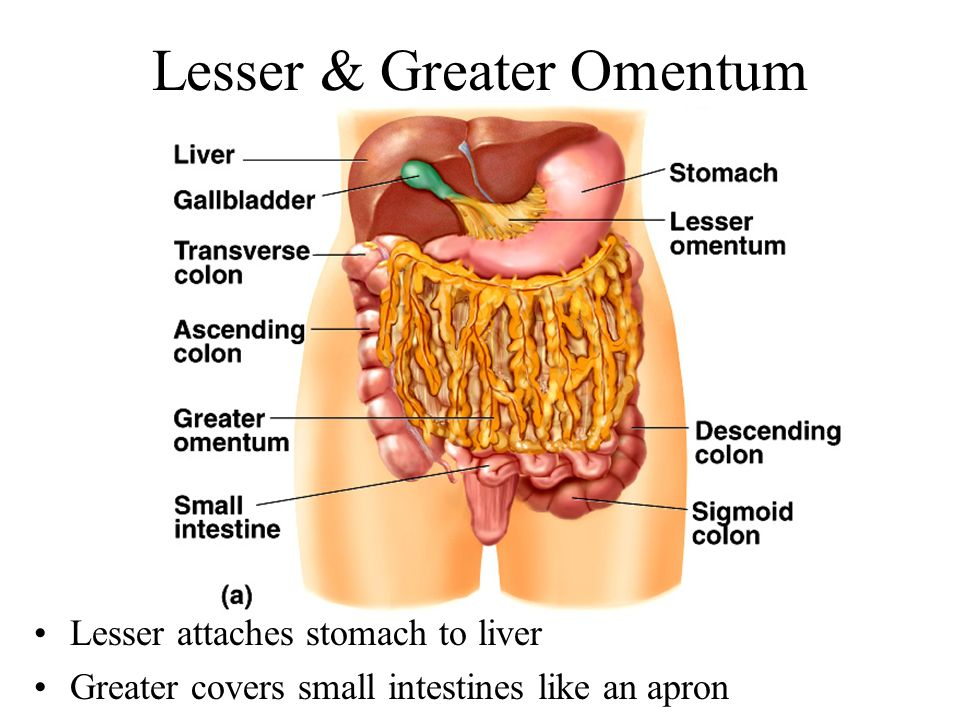 Lesser & Greater Omentum
Liver
Gallbladder
Transverse
colon
Ascending
colon
Greater
omentum
Small
intestine
Stomach
Lesser
omentum
Descending
colon
Sigmoid
colon
(a)
• Lesser attaches stomach to liver
• Greater covers small intestines like an apron